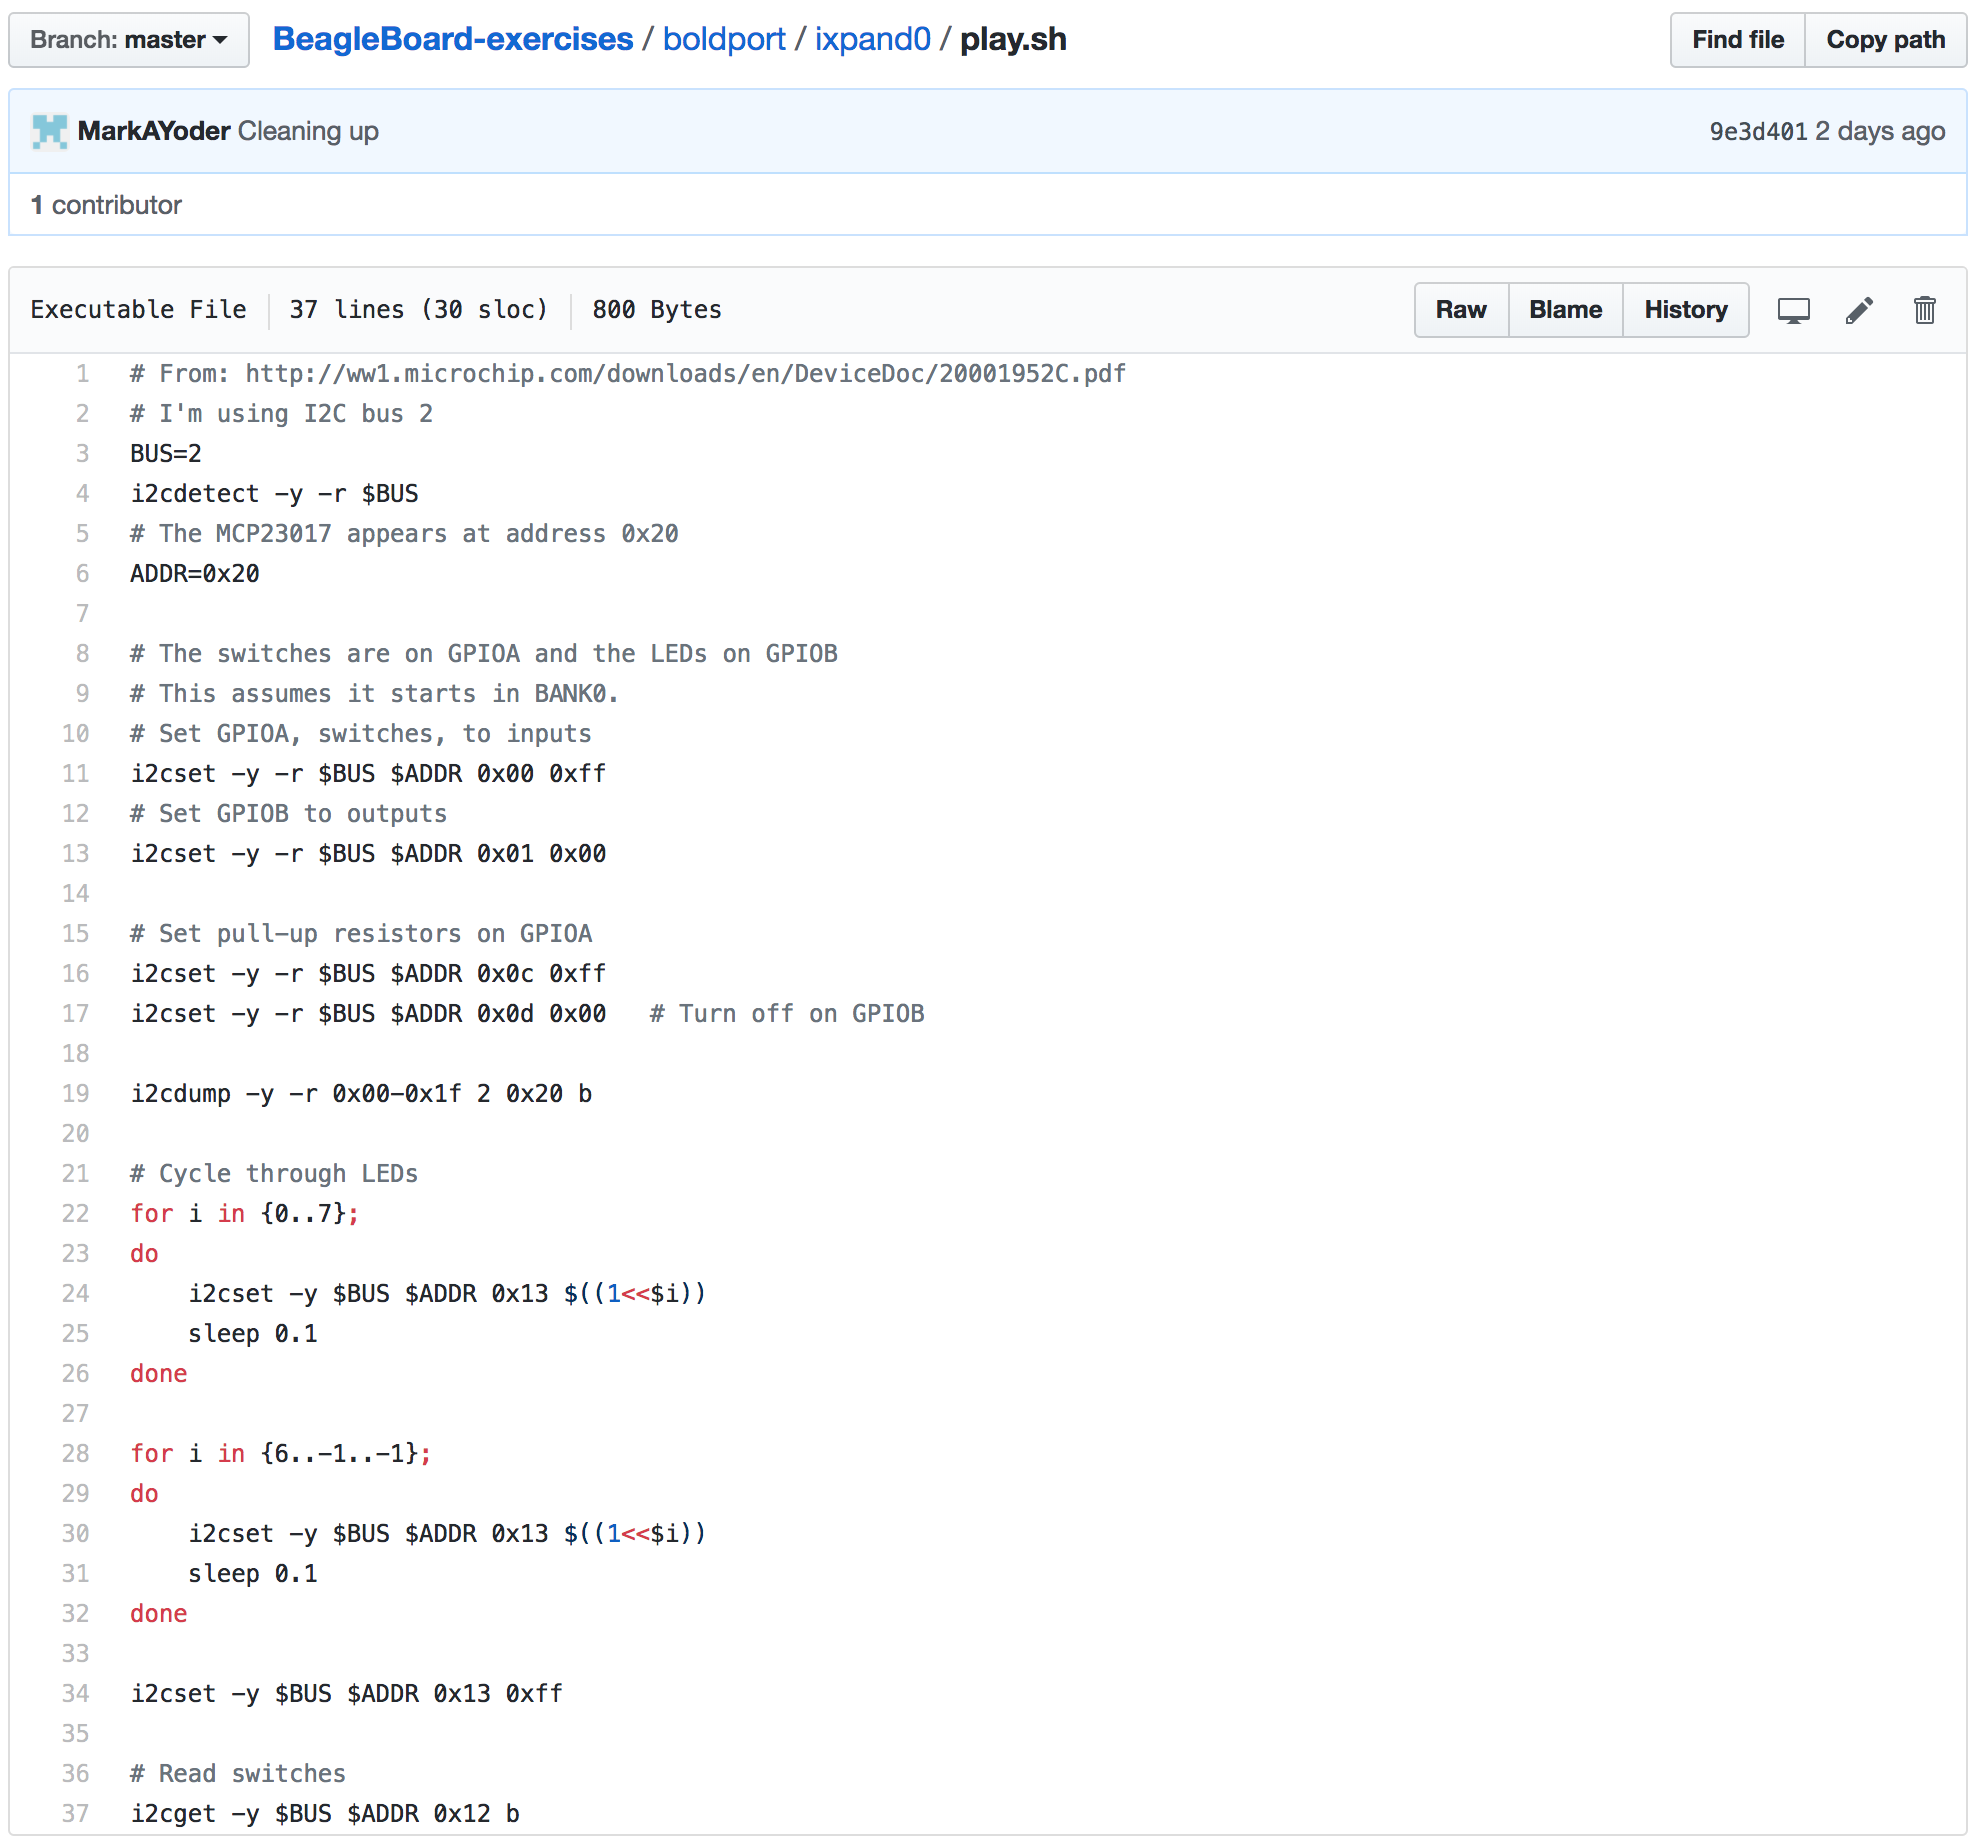 Branch: master BeagleBoard-exercises / boldport / ixpand0 / play.sh Find file Copy path
MarkAYoder Cleaning up 9e3d401 2 days ago
1 contributor
Executable File 37 lines (30 sloc) 800 Bytes Raw Blame History
1 # From: http://ww1.microchip.com/downloads/en/DeviceDoc/20001952C.pdf
2 # I'm using I2C bus 2
3 BUS=2
4 i2cdetect -y -r $BUS
5 # The MCP23017 appears at address 0x20
6 ADDR=0x20
7
8 # The switches are on GPIOA and the LEDs on GPIOB
9 # This assumes it starts in BANK0.
10 # Set GPIOA, switches, to inputs
11 i2cset -y -r $BUS $ADDR 0x00 0xff
12 # Set GPIOB to outputs
13 i2cset -y -r $BUS $ADDR 0x01 0x00
14
15 # Set pull-up resistors on GPIOA
16 i2cset -y -r $BUS $ADDR 0x0c 0xff
17 i2cset -y -r $BUS $ADDR 0x0d 0x00   # Turn off on GPIOB
18
19 i2cdump -y -r 0x00-0x1f 2 0x20 b
20
21 # Cycle through LEDs
22 for i in {0..7};
23 do
24     i2cset -y $BUS $ADDR 0x13 $((1<<$i))
25     sleep 0.1
26 done
27
28 for i in {6..-1..-1};
29 do
30     i2cset -y $BUS $ADDR 0x13 $((1<<$i))
31     sleep 0.1
32 done
33
34 i2cset -y $BUS $ADDR 0x13 0xff
35
36 # Read switches
37 i2cget -y $BUS $ADDR 0x12 b